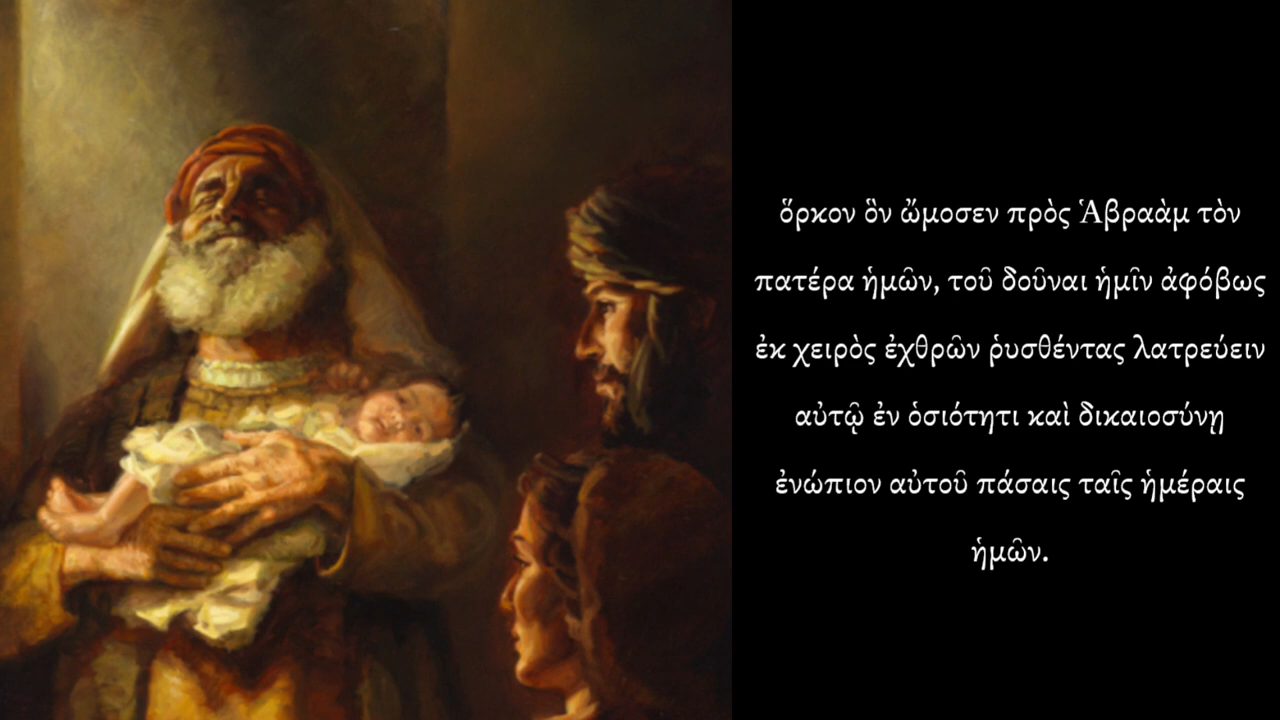 ὅρκον ὃν ὤμοσεν πρὸς Ἁβραὰμ τὸν
πατέρα ἡμῶν, τοῦ δοῦναι ἡμῖν ἀφόβως
ἐκ χειρὸς ἐχθρῶν ῥυσθέντας λατρεύειν
αὐτῷ ἐν ὁσιότητι καὶ δικαιοσύνῃ
ἐνώπιον αὐτοῦ πάσαις ταῖς ἡμέραις
ἡμῶν.